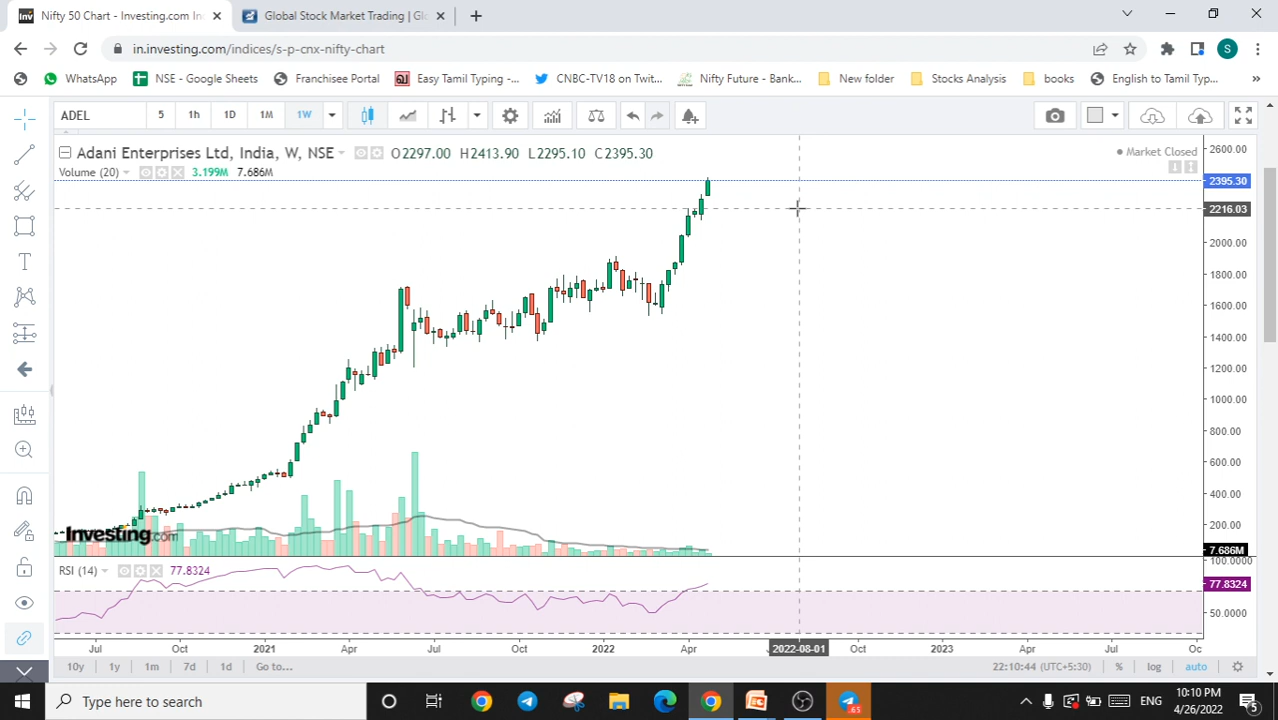 Nifty 50 Chart - Investing.com In
Global Stock Market Trading | Glo
in.investing.com/indices/s-p-cnx-nifty-chart
S
WhatsApp
NSE - Google Sheets
Franchisee Portal
Easy Tamil Typing -...
CNBC-TV18 on Twit...
Nifty Future - Bank...
New folder
Stocks Analysis
books
English to Tamil Typ...
»
ADEL
5
1h
1D
1M
1W
Adani Enterprises Ltd, India, W, NSE
O2297.00 H2413.90 L2295.10 C2395.30
Market Closed
Volume (20)
3.199M 7.686M
2600.00
2395.30
2216.03
2000.00
1800.00
1600.00
1400.00
1200.00
1000.00
800.00
600.00
400.00
200.00
Investing.com
7.686M
100.0000
RSI (14)
77.8324
77.8324
50.0000
Jul
Oct
2021
Apr
Jul
Oct
2022
Apr
2022-08-01
Oct
2023
Apr
Jul
Oc
10y
1y
1m
7d
1d
Go to...
22:10:44 (UTC+5:30)
%
log
auto
Type here to search
65
ENG
10:10 PM
4/26/2022
5